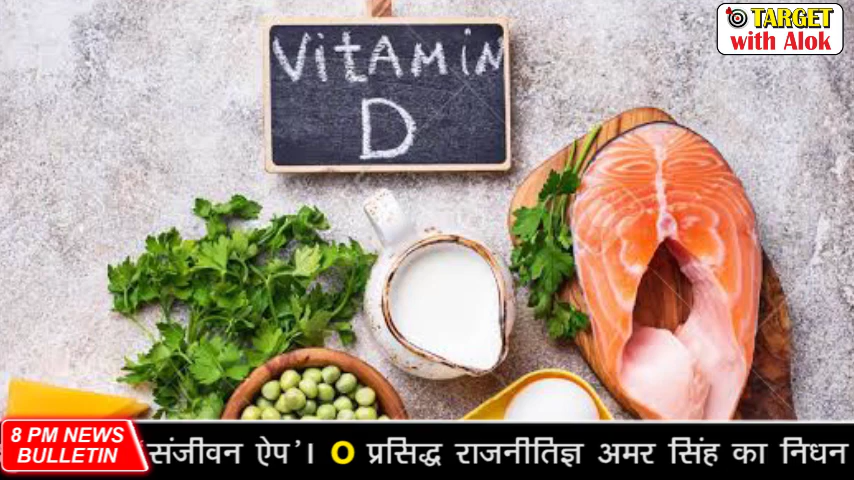 VitAMiN
D
TARGET
with Alok
8 PM NEWS
BULLETIN
संजीवन ऐप’। O प्रसिद्ध राजनीतिज्ञ अमर सिंह का निधन